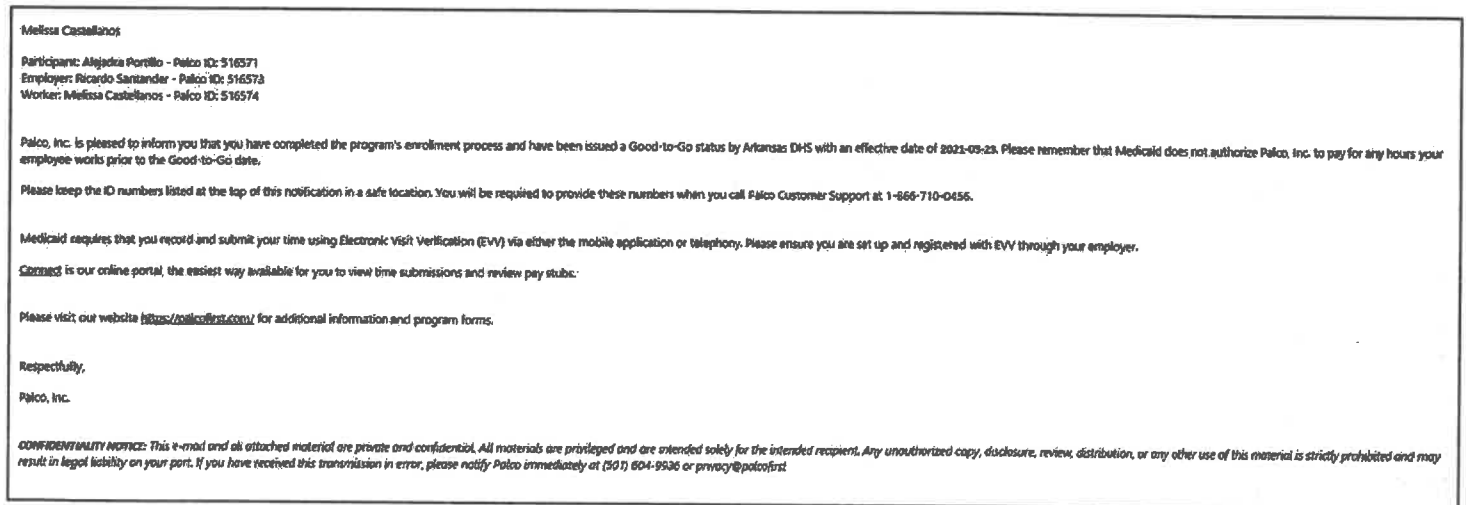 Melissa Castellanos
Participant: Alejadra Portillo - Palco ID: 516571
Employer: Ricardo Santander - Palco ID: 516573
Worker: Melissa Castellanos - Palco ID: 516574
Palco, Inc. is pleased to inform you that you have completed the program's enrollment process and have been issued a Good-to-Go status by Arkansas DHS with an effective date of 2021-03-23. Please remember that Medicaid does not authorize Palco, Inc. to pay for any hours your
employee works prior to the Good-to-Go date.
Please keep the ID numbers listed at the top of this notification in a safe location. You will be required to provide these numbers when you call Palco Customer Support at 1-866-710-0456.
Medicaid requires that you record and submit your time using Electronic Visit Verification (EVV) via either the mobile application or telephony. Please ensure you are set up and registered with EVV through your employer.
Connect is our online portal, the easiest way available for you to view time submissions and review pay stubs.
Please visit our website https://palcofirst.com/ for additional information and program forms.
Respectfully,
Palco, Inc.
CONFIDENTIALITY NOTICE: This e-mail and all attached material are private and confidential. All materials are privileged and are intended solely for the intended recipient. Any unauthorized copy, disclosure, review, distribution, or any other use of this material is strictly prohibited and may
result in legal liability on your part. If you have received this transmission in error, please notify Palco immediately at (501) 604-9936 or privacy@palcofirst